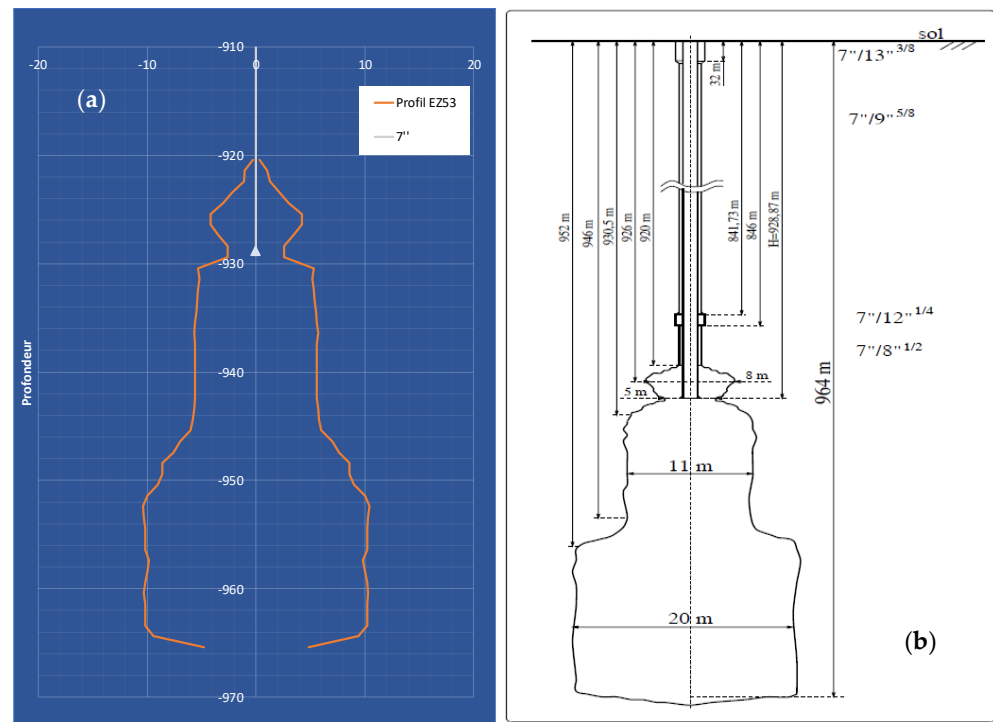 -910
-20
-10
0
10
20
(a)
Profil EZ53
7''
-920
-930
-940
-950
-960
-970
Profondeur
sol
7"/13" 3/8
32 m
7"/9" 5/8
952 m
946 m
930,5 m
926 m
920 m
841,73 m
846 m
H=928,87 m
7"/12" 1/4
7"/8" 1/2
8 m
5 m
964 m
11 m
20 m
(b)